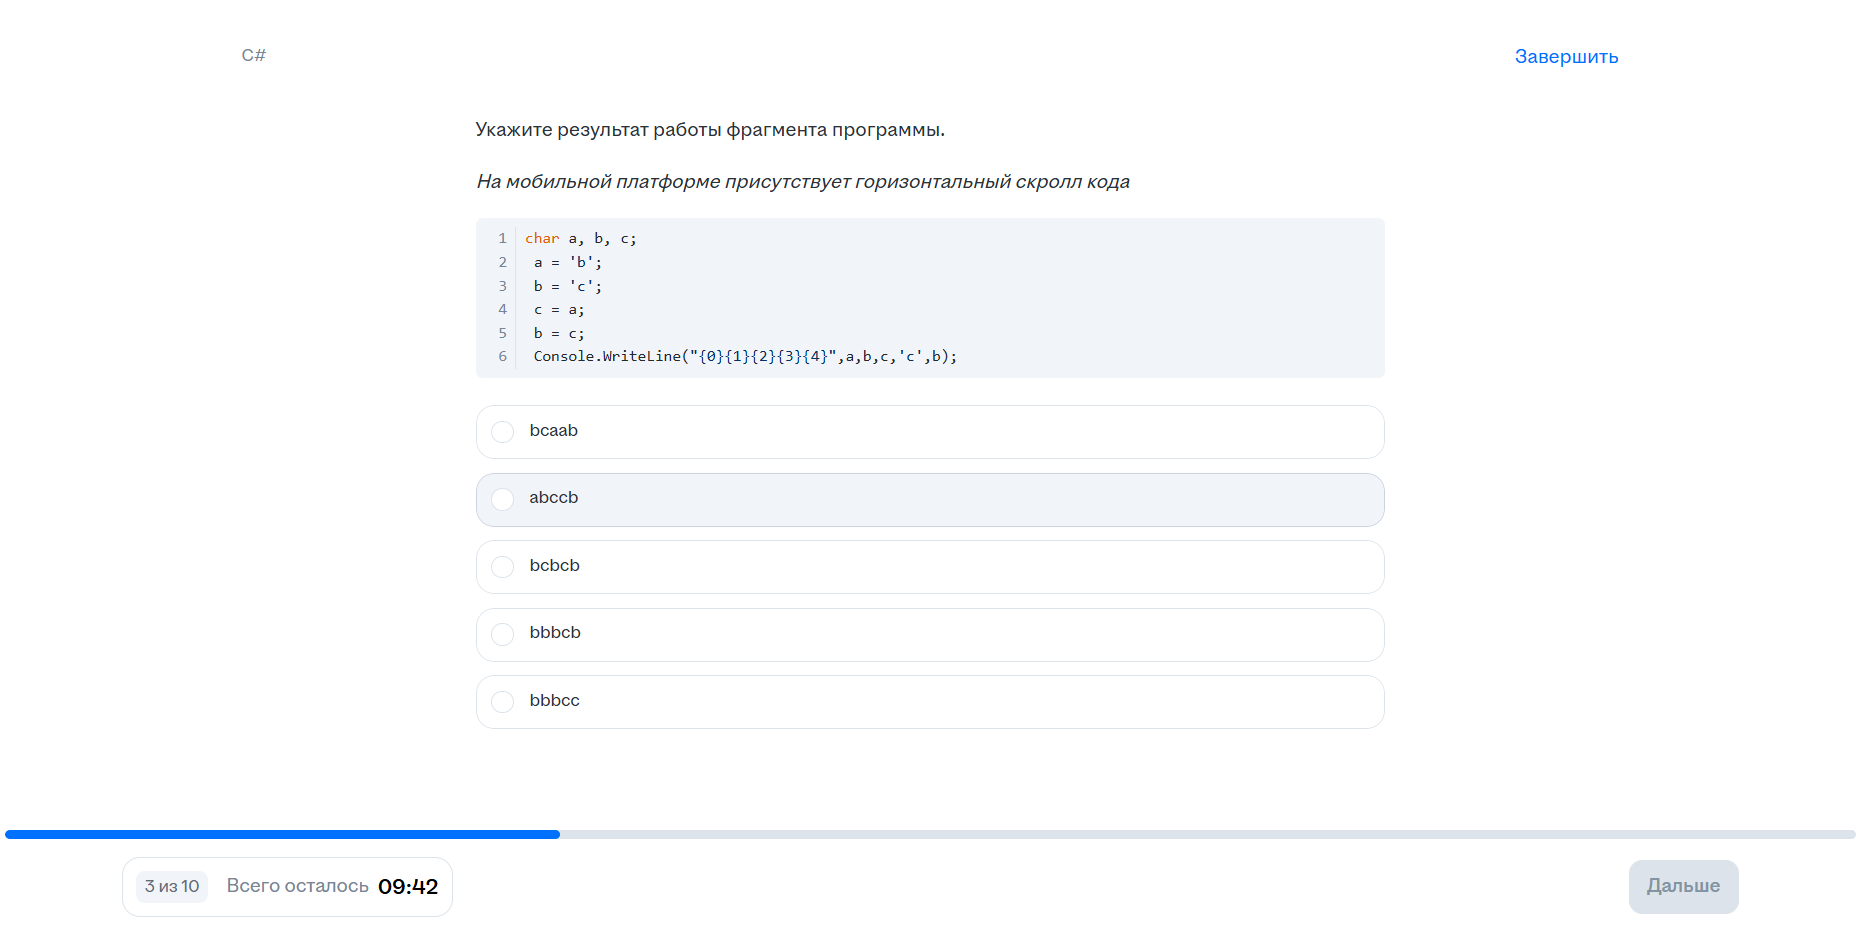 C#
Завершить
Укажите результат работы фрагмента программы.
На мобильной платформе присутствует горизонтальный скролл кода
1 char a, b, c;
2 a = 'b';
3 b = 'c';
4 c = a;
5 b = c;
6 Console.WriteLine("{0}{1}{2}{3}{4}",a,b,c,'c',b);
bcaab
abccb
bcbcb
bbbcb
bbbcc
3 из 10 Всего осталось 09:42
Дальше